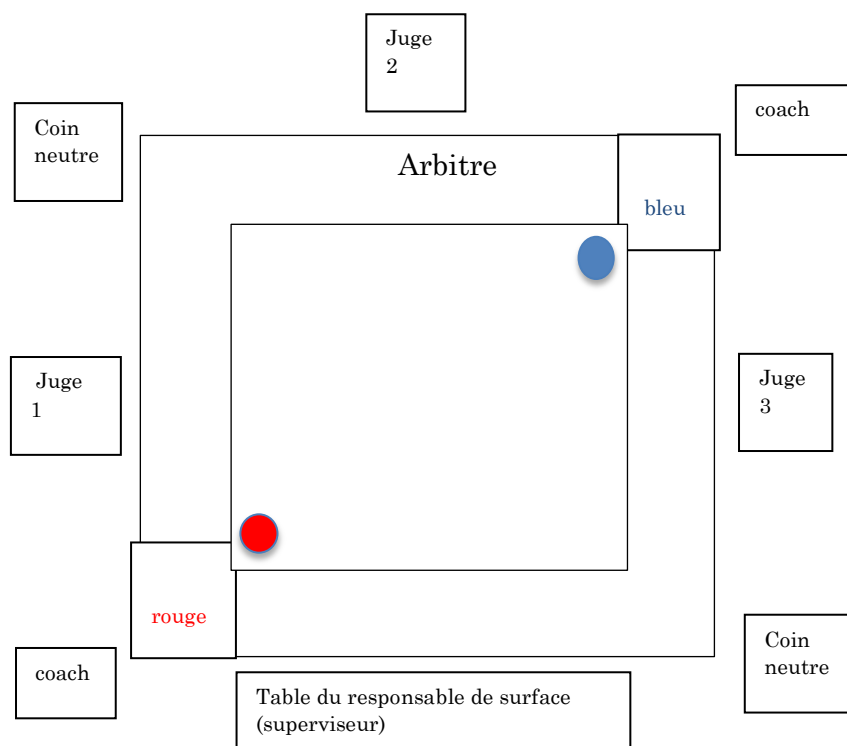 Juge
2
coach
Coin
neutre
Arbitre
bleu
Juge
1
Juge
3
rouge
coach
Coin
neutre
Table du responsable de surface
(superviseur)